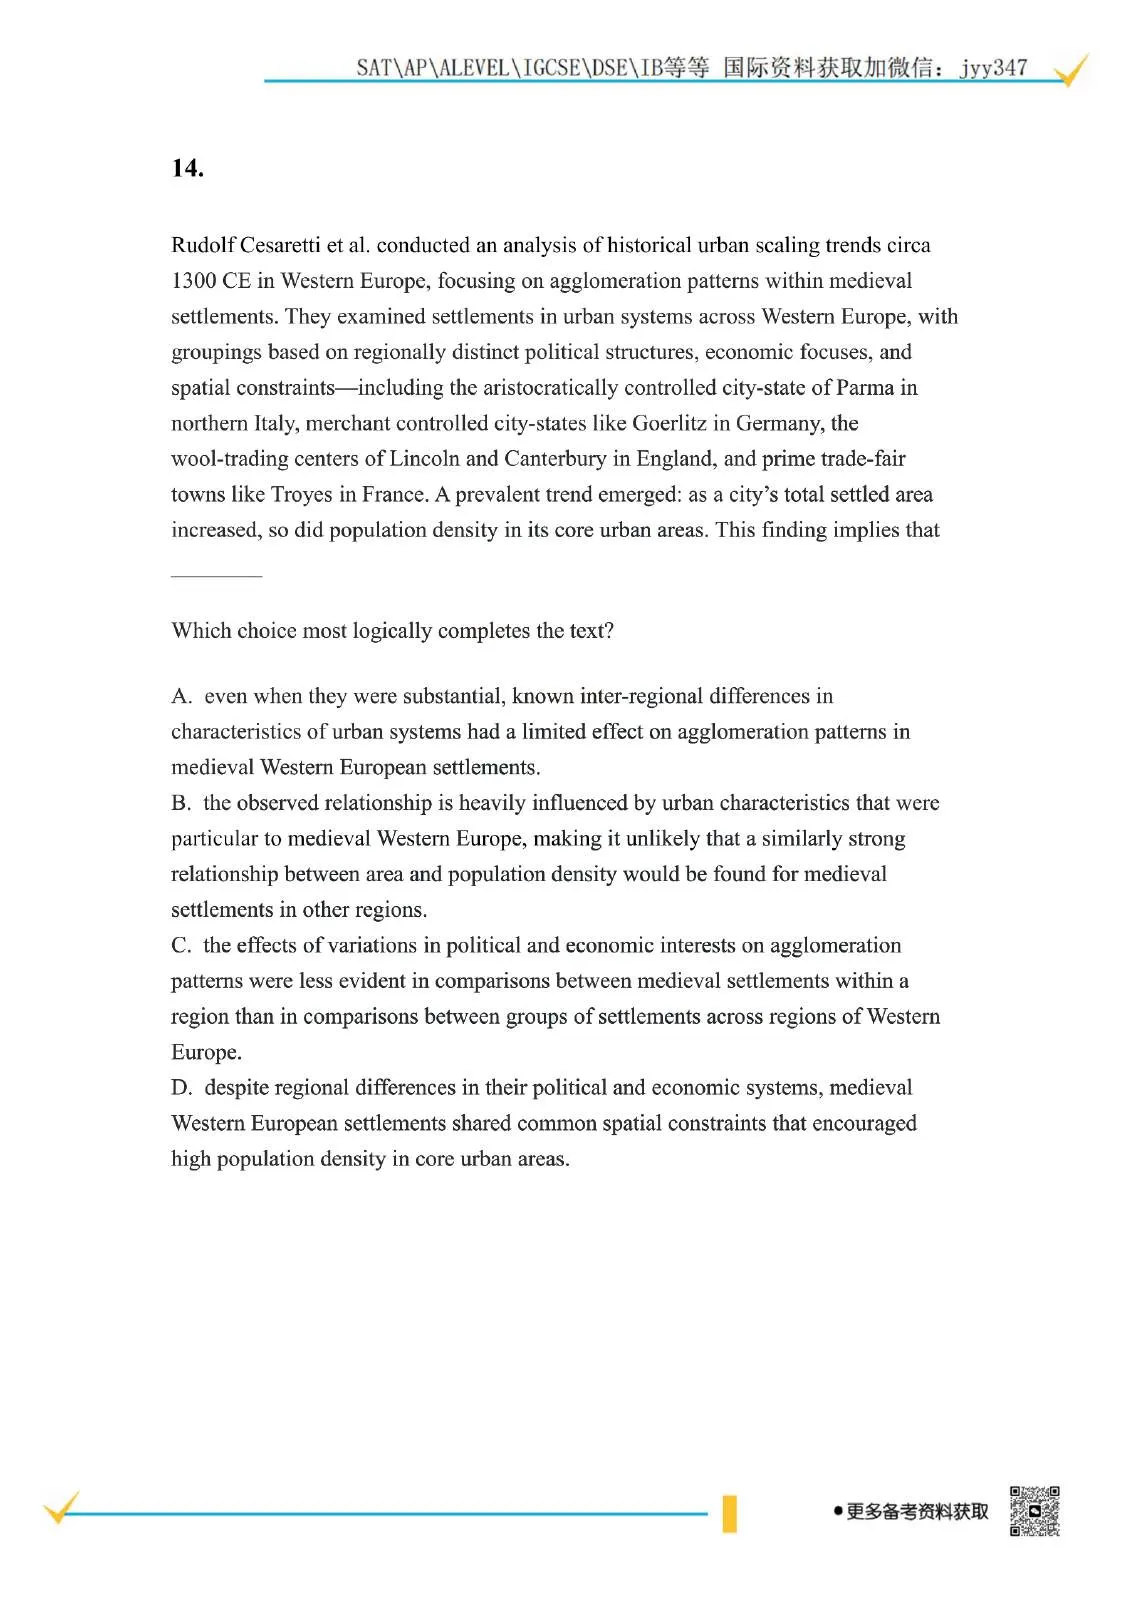 SAT\AP\ALEVEL\IGCSE\DSE\IB等等 国际资料获取加微信：jyy347
14.
Rudolf Cesaretti et al. conducted an analysis of historical urban scaling trends circa
1300 CE in Western Europe, focusing on agglomeration patterns within medieval
settlements. They examined settlements in urban systems across Western Europe, with
groupings based on regionally distinct political structures, economic focuses, and
spatial constraints—including the aristocratically controlled city-state of Parma in
northern Italy, merchant controlled city-states like Goerlitz in Germany, the
wool-trading centers of Lincoln and Canterbury in England, and prime trade-fair
towns like Troyes in France. A prevalent trend emerged: as a city’s total settled area
increased, so did population density in its core urban areas. This finding implies that
________
Which choice most logically completes the text?
A. even when they were substantial, known inter-regional differences in
characteristics of urban systems had a limited effect on agglomeration patterns in
medieval Western European settlements.
B. the observed relationship is heavily influenced by urban characteristics that were
particular to medieval Western Europe, making it unlikely that a similarly strong
relationship between area and population density would be found for medieval
settlements in other regions.
C. the effects of variations in political and economic interests on agglomeration
patterns were less evident in comparisons between medieval settlements within a
region than in comparisons between groups of settlements across regions of Western
Europe.
D. despite regional differences in their political and economic systems, medieval
Western European settlements shared common spatial constraints that encouraged
high population density in core urban areas.
●更多备考资料获取